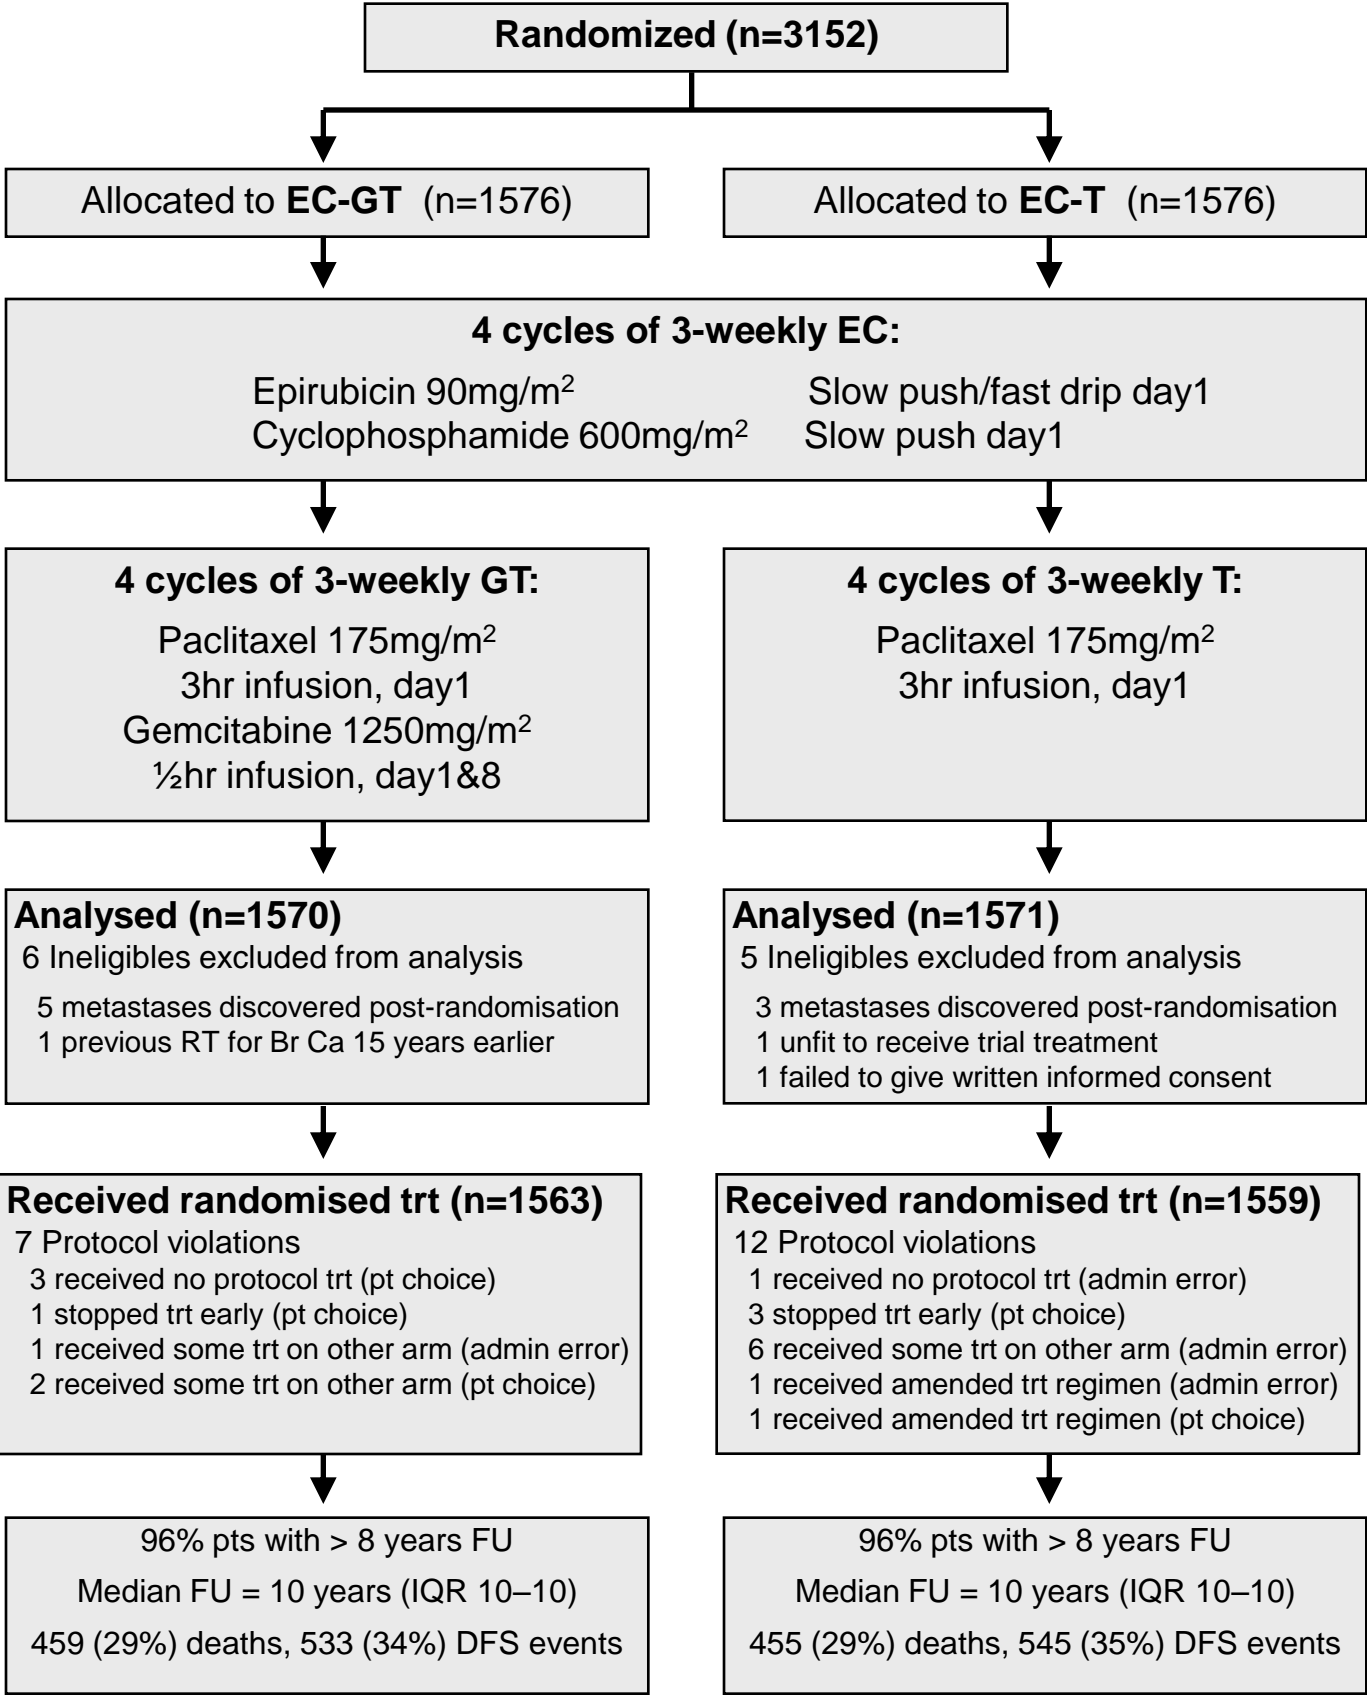 Randomized (n=3152)
Allocated to EC-GT (n=1576)
Allocated to EC-T (n=1576)
4 cycles of 3-weekly EC:
Epirubicin 90mg/m² Slow push/fast drip day1
Cyclophosphamide 600mg/m² Slow push day1
4 cycles of 3-weekly GT:
Paclitaxel 175mg/m²
3hr infusion, day1
Gemcitabine 1250mg/m²
½hr infusion, day1&8
4 cycles of 3-weekly T:
Paclitaxel 175mg/m²
3hr infusion, day1
Analysed (n=1570)
6 Ineligibles excluded from analysis
5 metastases discovered post-randomisation
1 previous RT for Br Ca 15 years earlier
Analysed (n=1571)
5 Ineligibles excluded from analysis
3 metastases discovered post-randomisation
1 unfit to receive trial treatment
1 failed to give written informed consent
Received randomised trt (n=1563)
7 Protocol violations
3 received no protocol trt (pt choice)
1 stopped trt early (pt choice)
1 received some trt on other arm (admin error)
2 received some trt on other arm (pt choice)
Received randomised trt (n=1559)
12 Protocol violations
1 received no protocol trt (admin error)
3 stopped trt early (pt choice)
6 received some trt on other arm (admin error)
1 received amended trt regimen (admin error)
1 received amended trt regimen (pt choice)
96% pts with > 8 years FU
Median FU = 10 years (IQR 10–10)
459 (29%) deaths, 533 (34%) DFS events
96% pts with > 8 years FU
Median FU = 10 years (IQR 10–10)
455 (29%) deaths, 545 (35%) DFS events